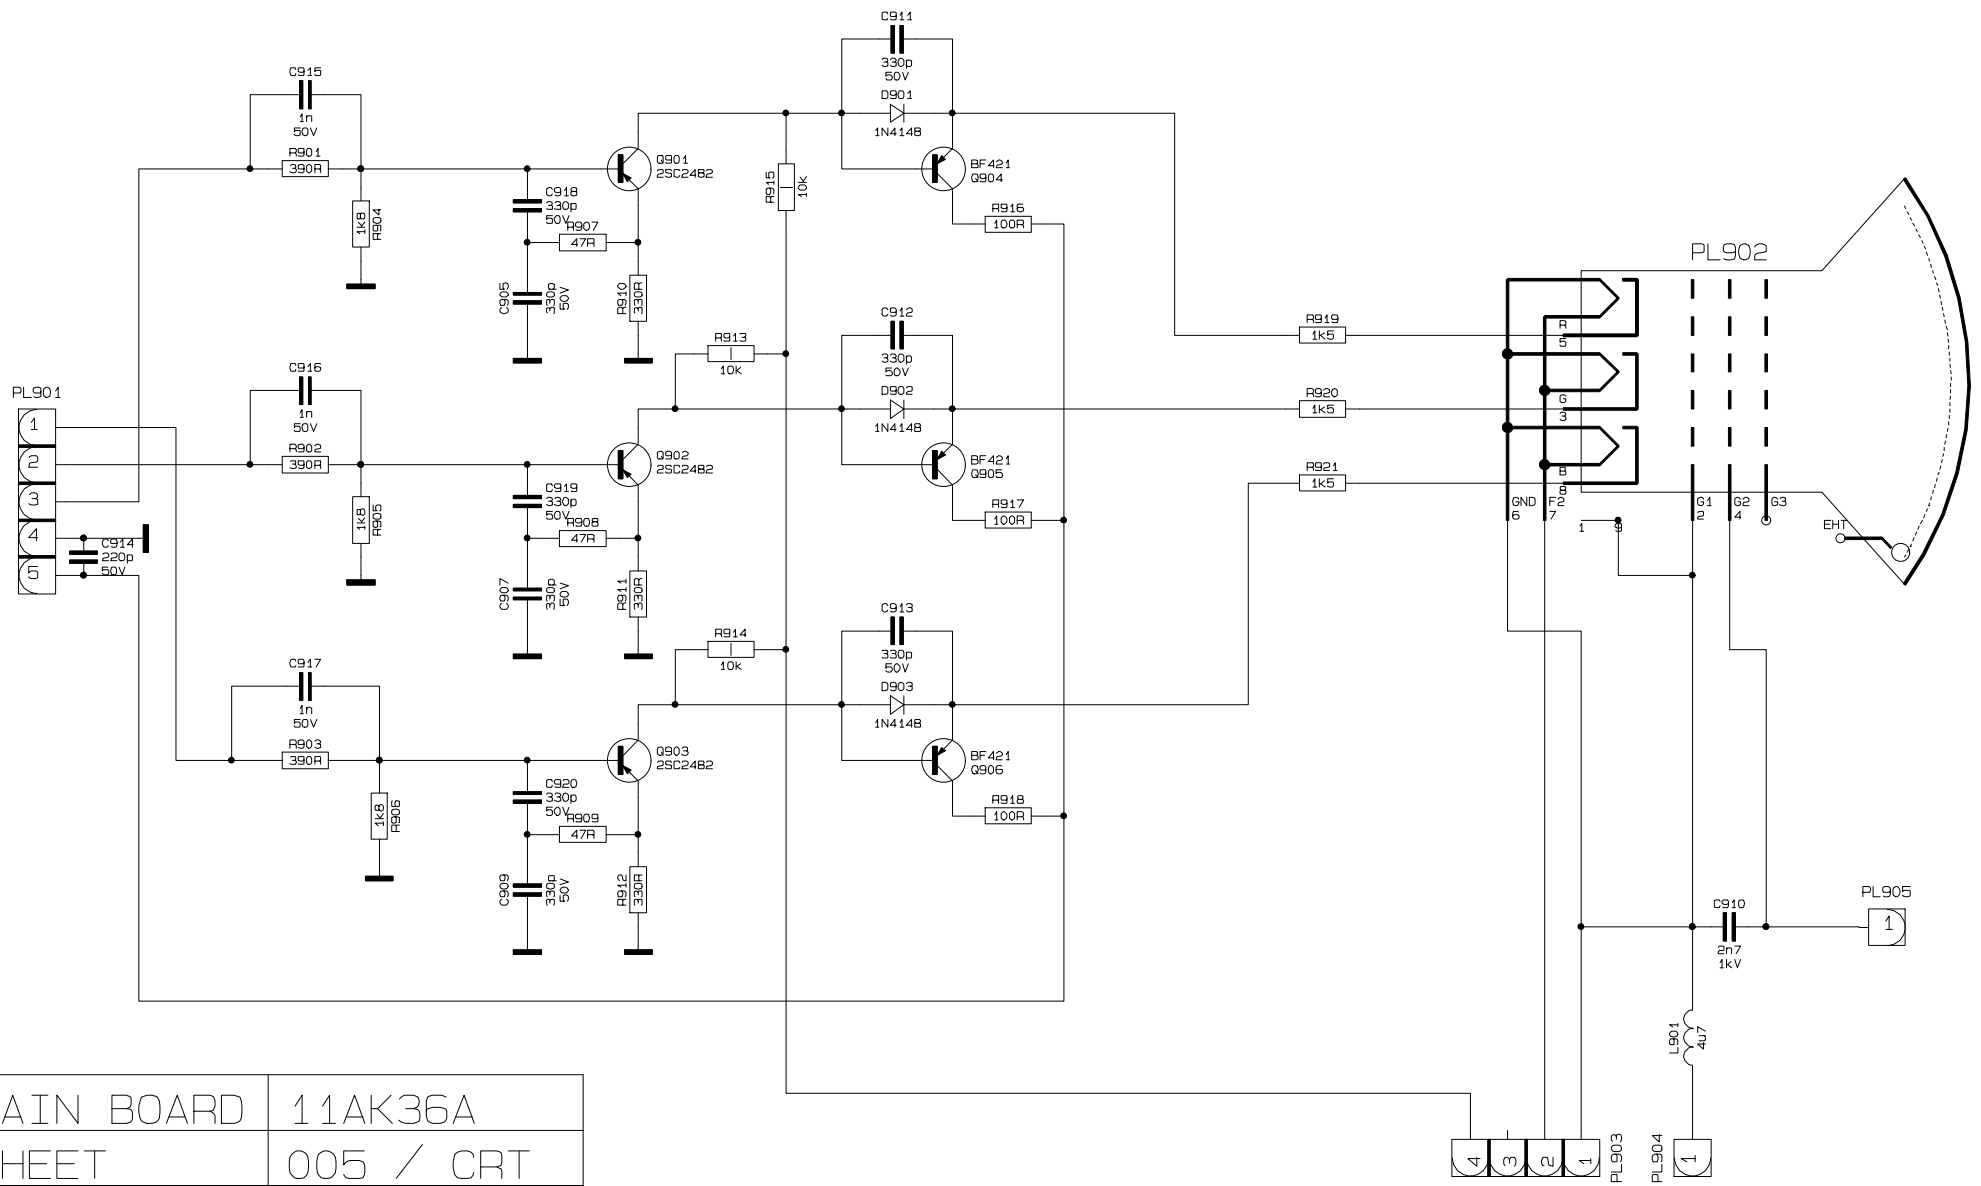 C911
330p
50V
D901
1N4148
C915
1n
50V
R901
390R
1k8
R904
C918
330p
50V
R907
47R
C905
330p
50V
R910
330R
Q901
2SC2482
R915
10k
BF421
Q904
R916
100R
R913
10k
C912
330p
50V
D902
1N4148
R919
1k5
PL902
R
5
R920
1k5
G
3
R921
1k5
B
8
GND
6
F2
7
1
9
G1
2
G2
4
G3
EHT
PL901
1
2
3
4
5
C914
220p
50V
C916
1n
50V
R902
390R
1k8
R905
C919
330p
50V
R908
47R
C907
330p
50V
R911
330R
Q902
2SC2482
BF421
Q905
R917
100R
R914
10k
C913
330p
50V
D903
1N4148
C917
1n
50V
R903
390R
1k8
R906
C920
330p
50V
R909
47R
C909
330p
50V
R912
330R
Q903
2SC2482
BF421
Q906
R918
100R
C910
2n7
1kV
PL905
1
L901
4u7
4
3
2
1
PL903
PL904
1
AIN BOARD 11AK36A
HEET 005 / CRT